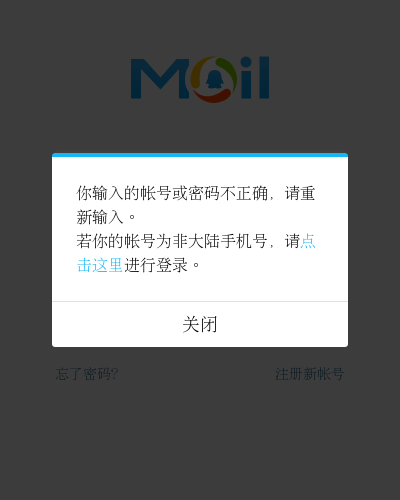 Mail
你输入的帐号或密码不正确，请重
新输入。
若你的帐号为非大陆手机号，请点
击这里进行登录。
关闭
忘了密码？
注册新帐号